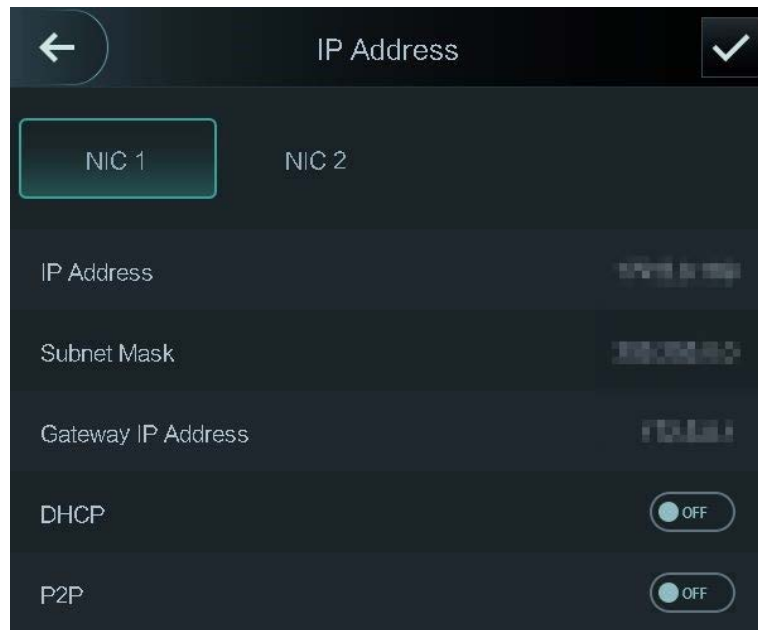 IP Address
NIC 1 NIC 2
IP Address
Subnet Mask
Gateway IP Address
DHCP OFF
P2P OFF